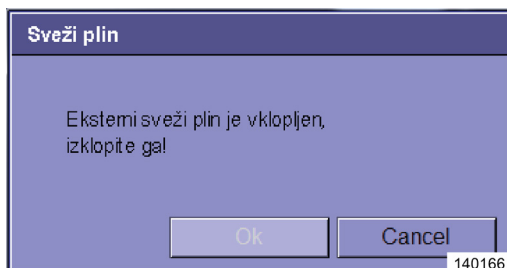 Sveži plin
Eksterni sveži plin je vklopljen,
izklopite ga!
Ok
Cancel
140166